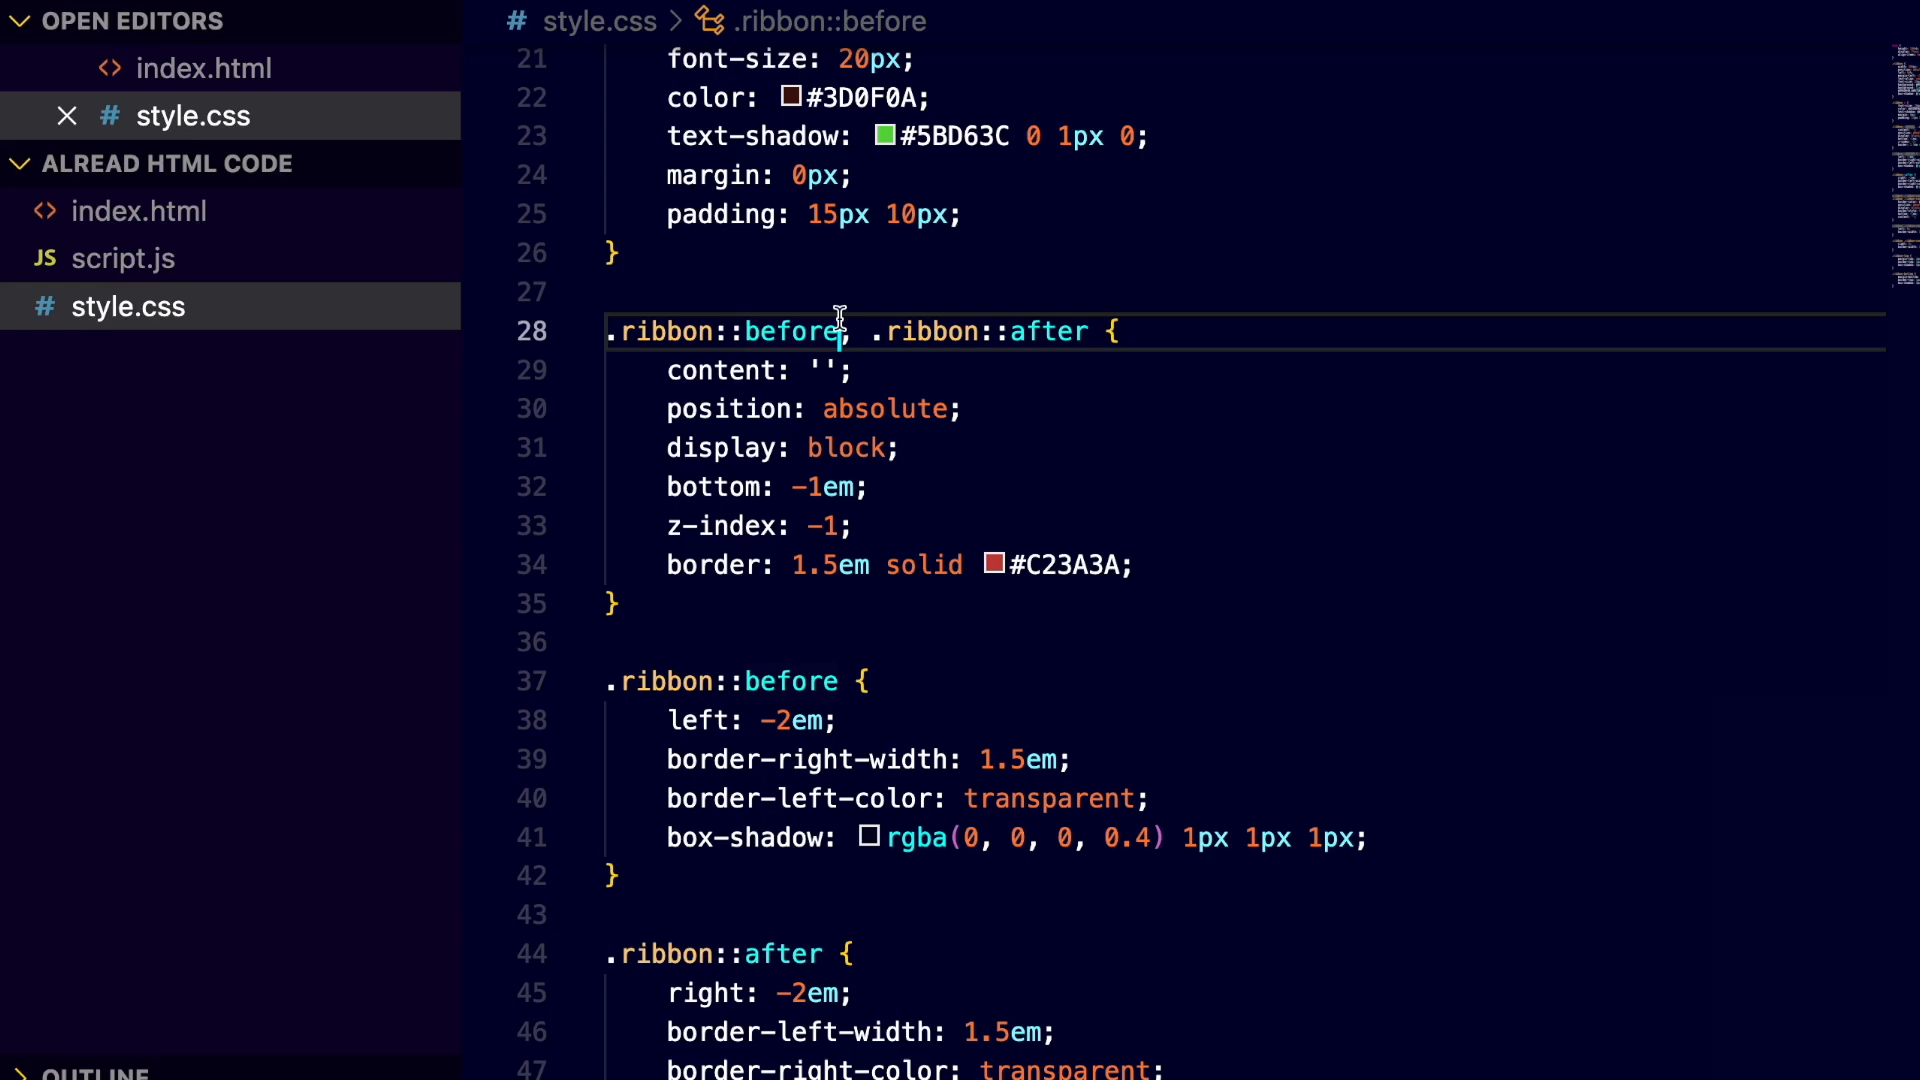 OPEN EDITORS
index.html
style.css
ALREAD HTML CODE
index.html
JS script.js
# style.css
OUTLINE
# style.css > .ribbon::before
21 font-size: 20px;
22 color: #3D0F0A;
23 text-shadow: #5BD63C 0 1px 0;
24 margin: 0px;
25 padding: 15px 10px;
26 }
27
28 .ribbon::before, .ribbon::after {
29 content: '';
30 position: absolute;
31 display: block;
32 bottom: -1em;
33 z-index: -1;
34 border: 1.5em solid #C23A3A;
35 }
36
37 .ribbon::before {
38 left: -2em;
39 border-right-width: 1.5em;
40 border-left-color: transparent;
41 box-shadow: rgba(0, 0, 0, 0.4) 1px 1px 1px;
42 }
43
44 .ribbon::after {
45 right: -2em;
46 border-left-width: 1.5em;
47 border-right-color: transparent;